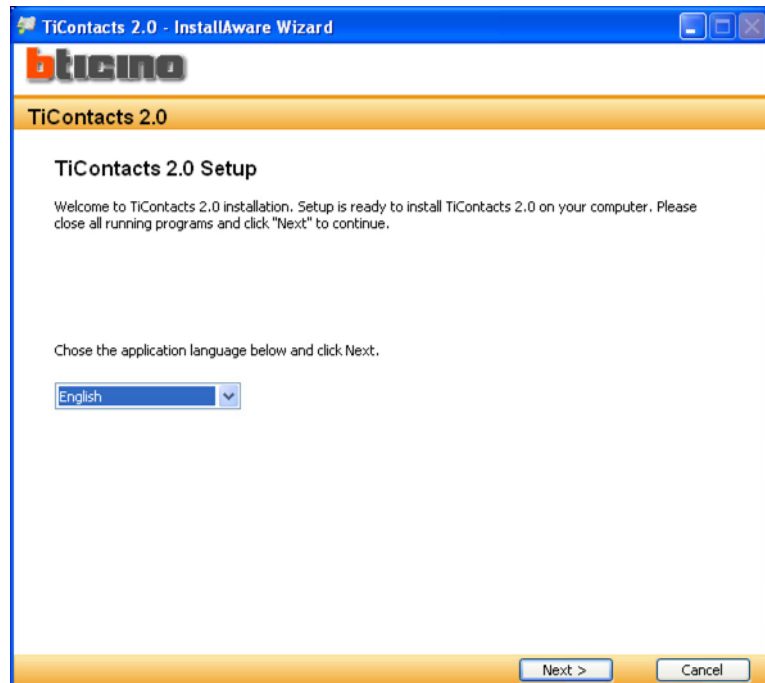 TiContacts 2.0 - InstallAware Wizard
bticino
TiContacts 2.0
TiContacts 2.0 Setup
Welcome to TiContacts 2.0 installation. Setup is ready to install TiContacts 2.0 on your computer. Please
close all running programs and click "Next" to continue.
Chose the application language below and click Next.
English
Next >
Cancel